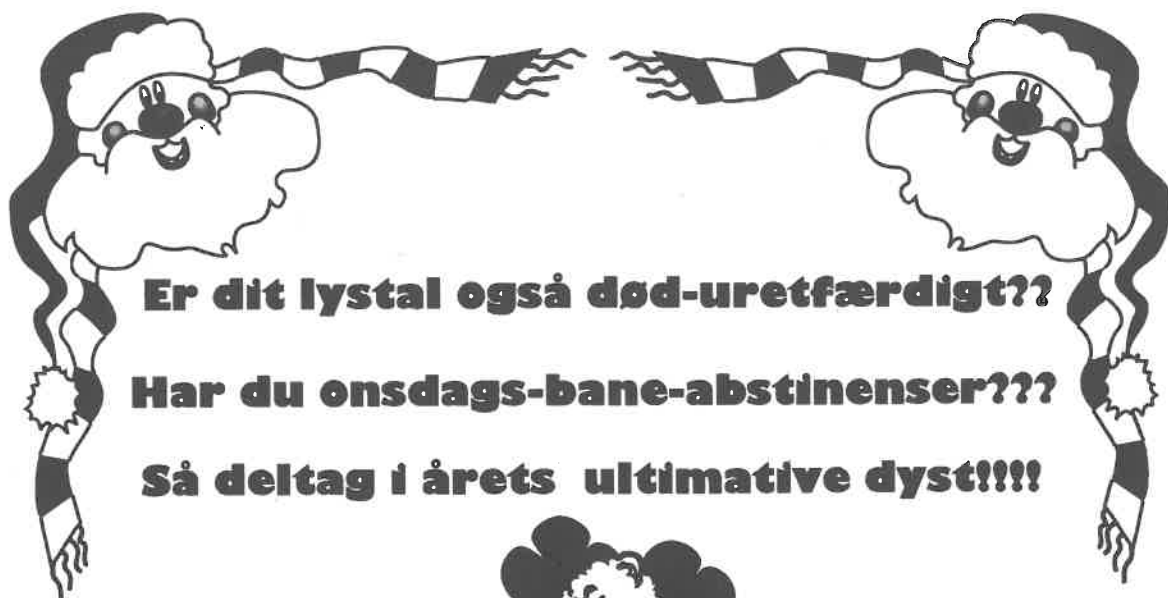 Er dit lystal også død-uretfærdigt??
Har du onsdags-bane-abstinenser???
Så deltag i årets ultimative dyst!!!!